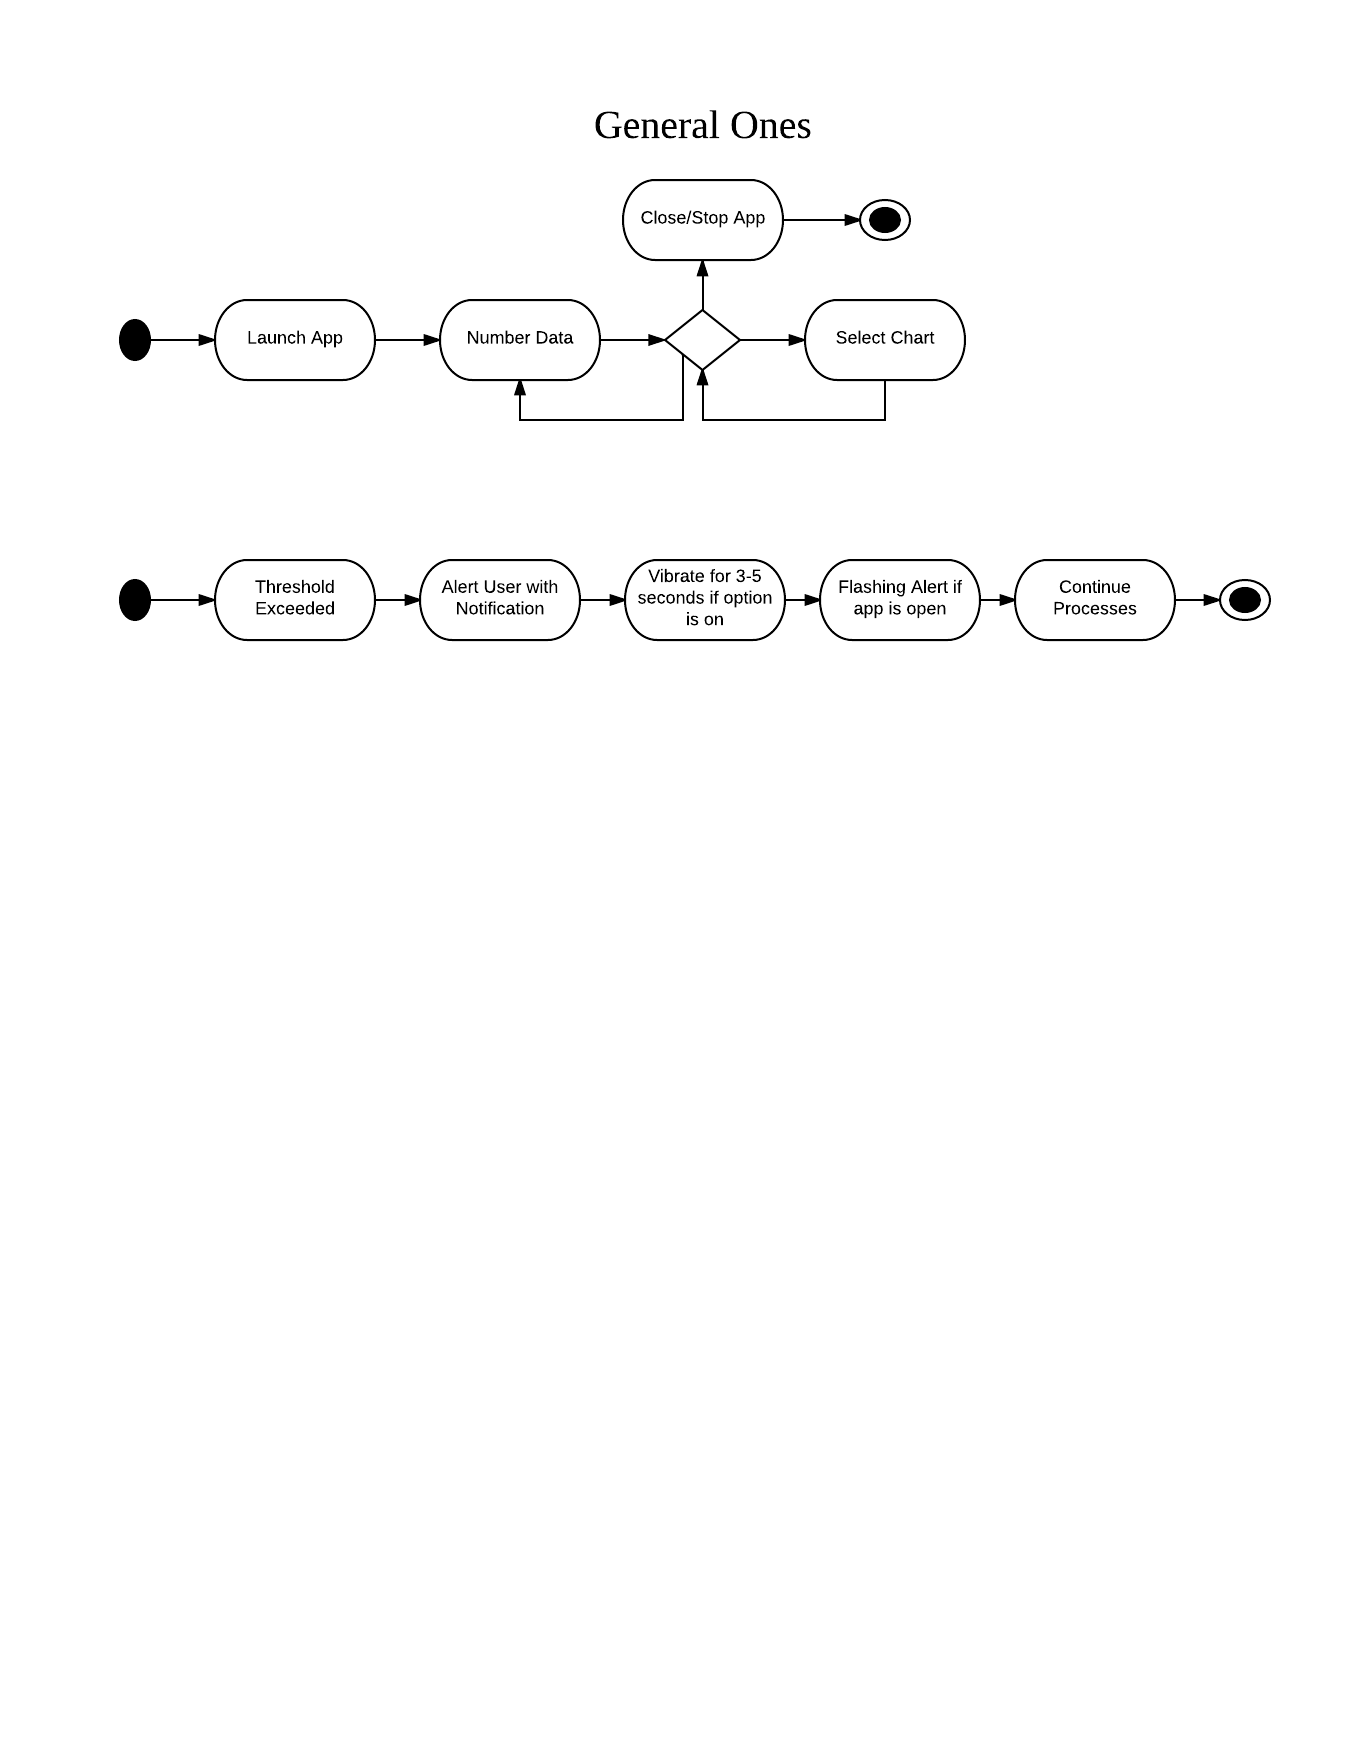 General Ones
Close/Stop App
Launch App
Number Data
Select Chart
Threshold
Exceeded
Alert User with
Notification
Vibrate for 3-5
seconds if option
is on
Flashing Alert if
app is open
Continue
Processes